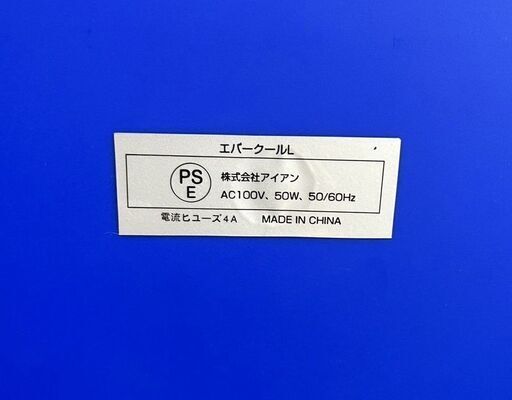 エバークールL
PS
E
株式会社アイアン
AC100V、50W、50/60Hz
電流ヒユーズ4A MADE IN CHINA